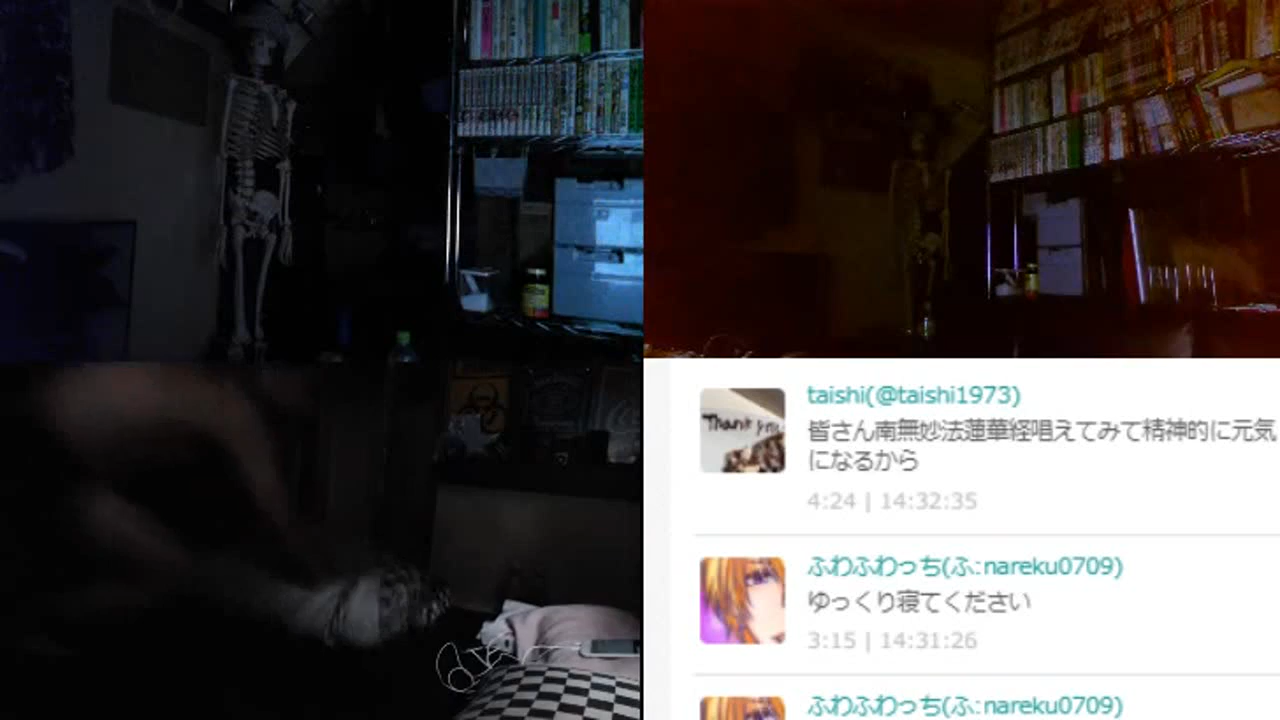 Thank you
taishi(@taishi1973)
皆さん南無妙法蓮華経唱えてみて精神的に元気
になるから
4:24 | 14:32:35
ふわふわっち(ふ:nareku0709)
ゆっくり寝てください
3:15 | 14:31:26
ふわふわっち(ふ:nareku0709)